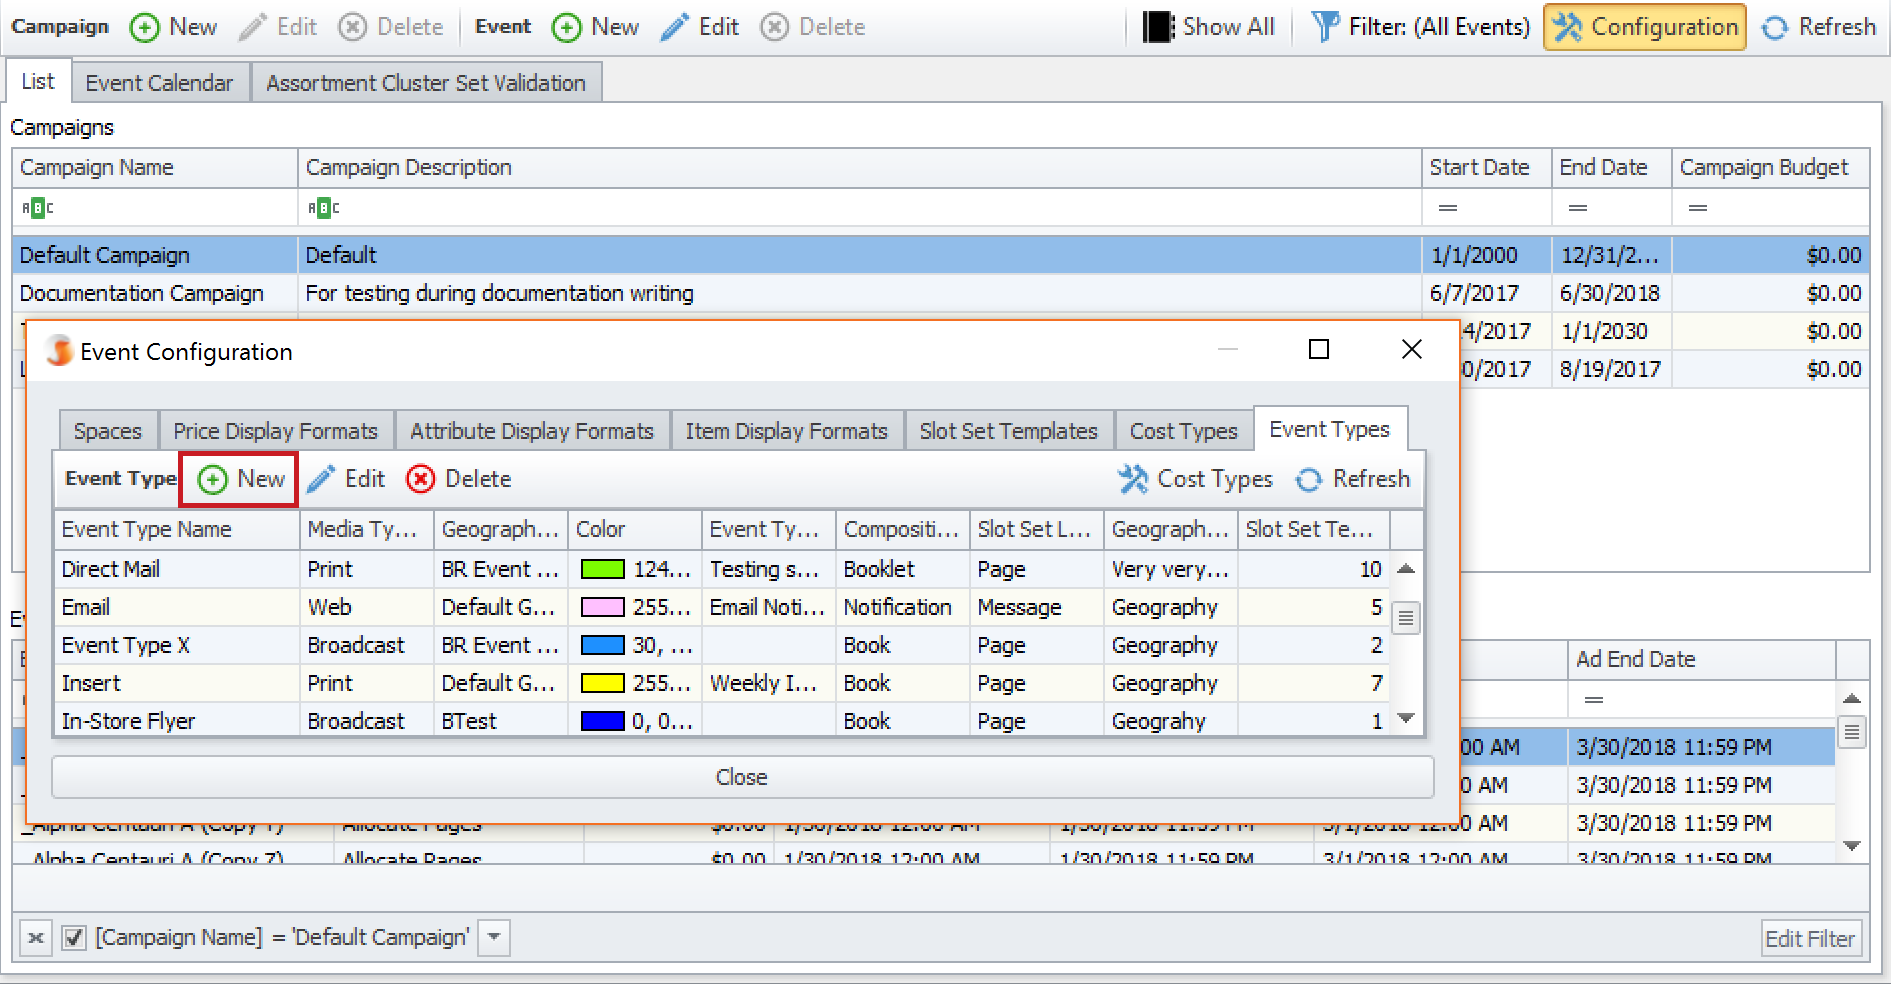 Campaign New Edit Delete Event New Edit Delete Show All Filter: (All Events) Configuration Refresh
List Event Calendar Assortment Cluster Set Validation
Campaigns
Campaign Name Campaign Description Start Date End Date Campaign Budget
ABC ABC = = =
Default Campaign Default 1/1/2000 12/31/2... $0.00
Documentation Campaign For testing during documentation writing 6/7/2017 6/30/2018 $0.00
4/2017 1/1/2030 $0.00
0/2017 8/19/2017 $0.00
Event Configuration
Spaces Price Display Formats Attribute Display Formats Item Display Formats Slot Set Templates Cost Types Event Types
Event Type New Edit Delete Cost Types Refresh
Event Type Name Media Ty... Geograph... Color Event Ty... Compositi... Slot Set L... Geograph... Slot Set Te...
Direct Mail Print BR Event ... 124... Testing s... Booklet Page Very very... 10
Email Web Default G... 255... Email Noti... Notification Message Geography 5
Event Type X Broadcast BR Event ... 30, ... Book Page Geography 2
Insert Print Default G... 255... Weekly I... Book Page Geography 7
In-Store Flyer Broadcast BTest 0, 0... Book Page Geograhy 1
Close
Ad End Date
=
00 AM 3/30/2018 11:59 PM
0 AM 3/30/2018 11:59 PM
_Alpha Centauri A (Copy 1) Allocate Pages $0.00 1/30/2018 12:00 AM 1/30/2018 11:59 PM 3/1/2018 12:00 AM 3/30/2018 11:59 PM
_Alpha Centauri A (Copy 7) Allocate Pages $0.00 1/30/2018 12:00 AM 1/30/2018 11:59 PM 3/1/2018 12:00 AM 3/30/2018 11:59 PM
[Campaign Name] = 'Default Campaign' Edit Filter